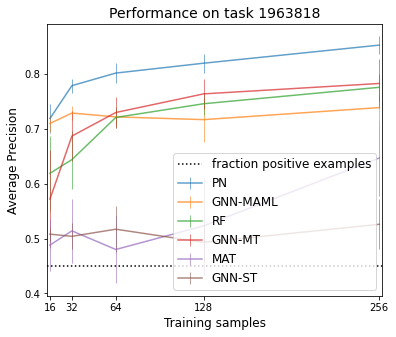 Performance on task 1963818
Average Precision
0.8
0.7
0.6
0.5
0.4
fraction positive examples
PN
GNN-MAML
RF
GNN-MT
MAT
GNN-ST
16 32 64 128 256
Training samples